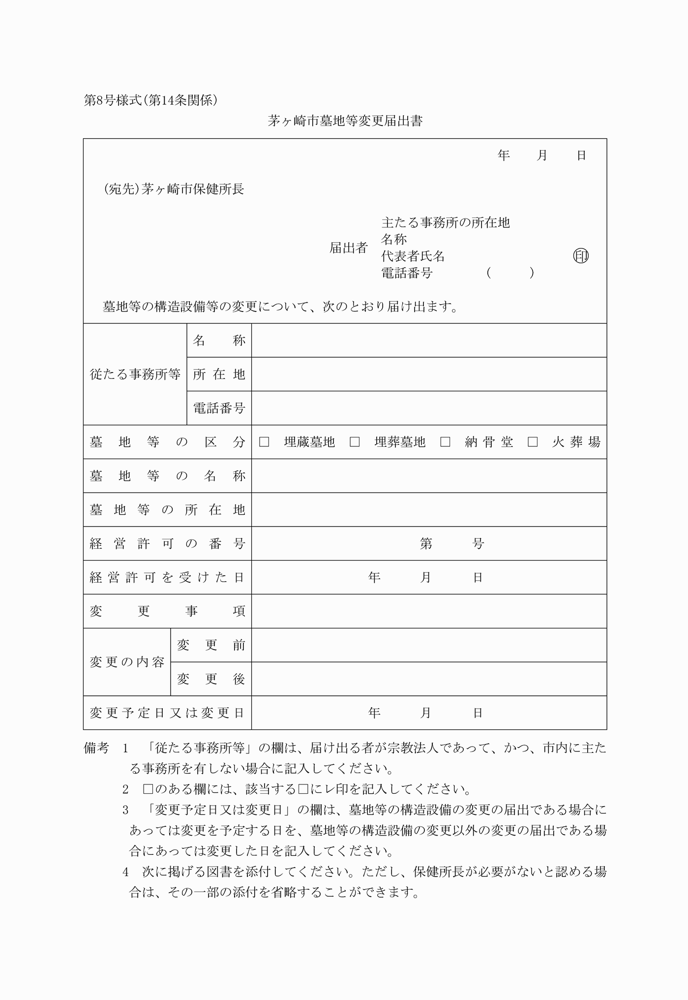 第8号様式(第14条関係)
茅ヶ崎市墓地等変更届出書
年　月　日
(宛先)茅ヶ崎市保健所長
主たる事務所の所在地
名称
届出者
代表者氏名　㊞
電話番号　(　)
墓地等の構造設備等の変更について、次のとおり届け出ます。
従たる事務所等
名称
所在地
電話番号
墓地等の区分　□　埋蔵墓地　□　埋葬墓地　□　納骨堂　□　火葬場
墓地等の名称
墓地等の所在地
経営許可の番号　第　号
経営許可を受けた日　年　月　日
変更事項
変更の内容
変更前
変更後
変更予定日又は変更日　年　月　日
備考　1　「従たる事務所等」の欄は、届け出る者が宗教法人であって、かつ、市内に主た
る事務所を有しない場合に記入してください。
2　□のある欄には、該当する□にレ印を記入してください。
3　「変更予定日又は変更日」の欄は、墓地等の構造設備の変更の届出である場合に
あっては変更を予定する日を、墓地等の構造設備の変更以外の変更の届出である場
合にあっては変更した日を記入してください。
4　次に掲げる図書を添付してください。ただし、保健所長が必要がないと認める場
合は、その一部の添付を省略することができます。